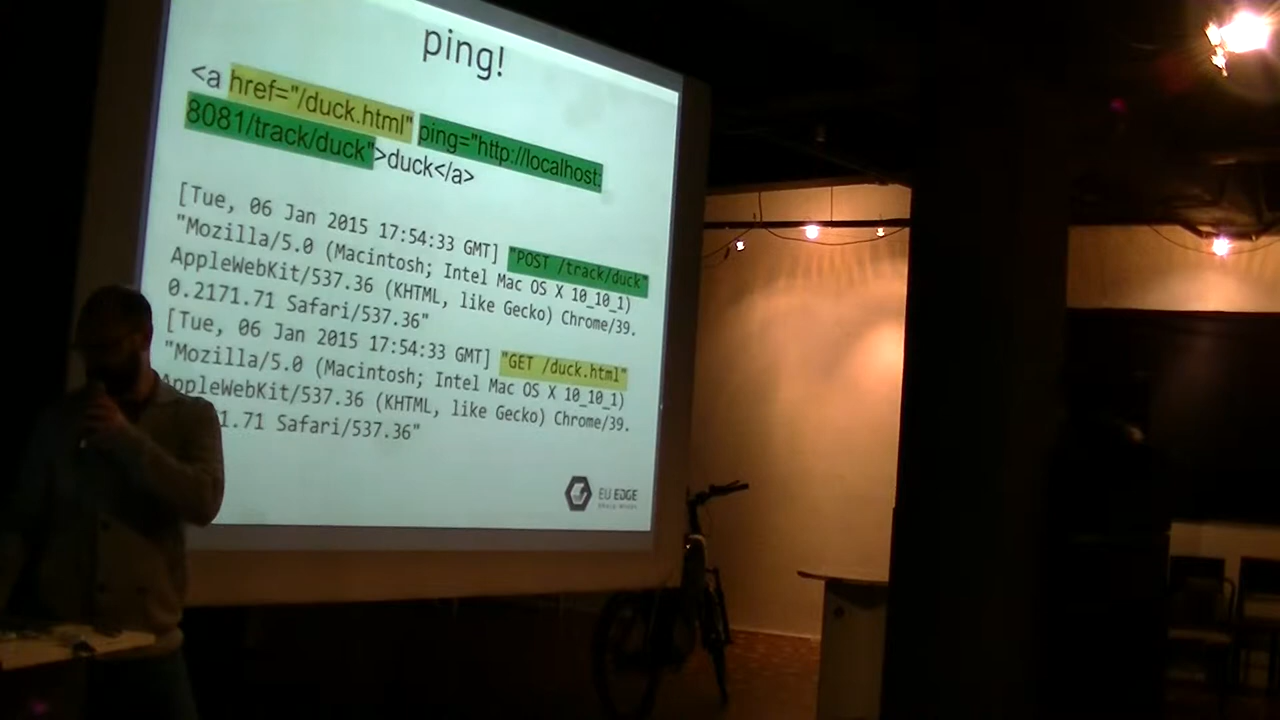 ping!
<a href="/duck.html" ping="http://localhost:
8081/track/duck">duck</a>
[Tue, 06 Jan 2015 17:54:33 GMT] "POST /track/duck"
"Mozilla/5.0 (Macintosh; Intel Mac OS X 10_10_1)
AppleWebKit/537.36 (KHTML, like Gecko) Chrome/39.
0.2171.71 Safari/537.36"
[Tue, 06 Jan 2015 17:54:33 GMT] "GET /duck.html"
"Mozilla/5.0 (Macintosh; Intel Mac OS X 10_10_1)
AppleWebKit/537.36 (KHTML, like Gecko) Chrome/39.
1.71 Safari/537.36"
EU EDGE